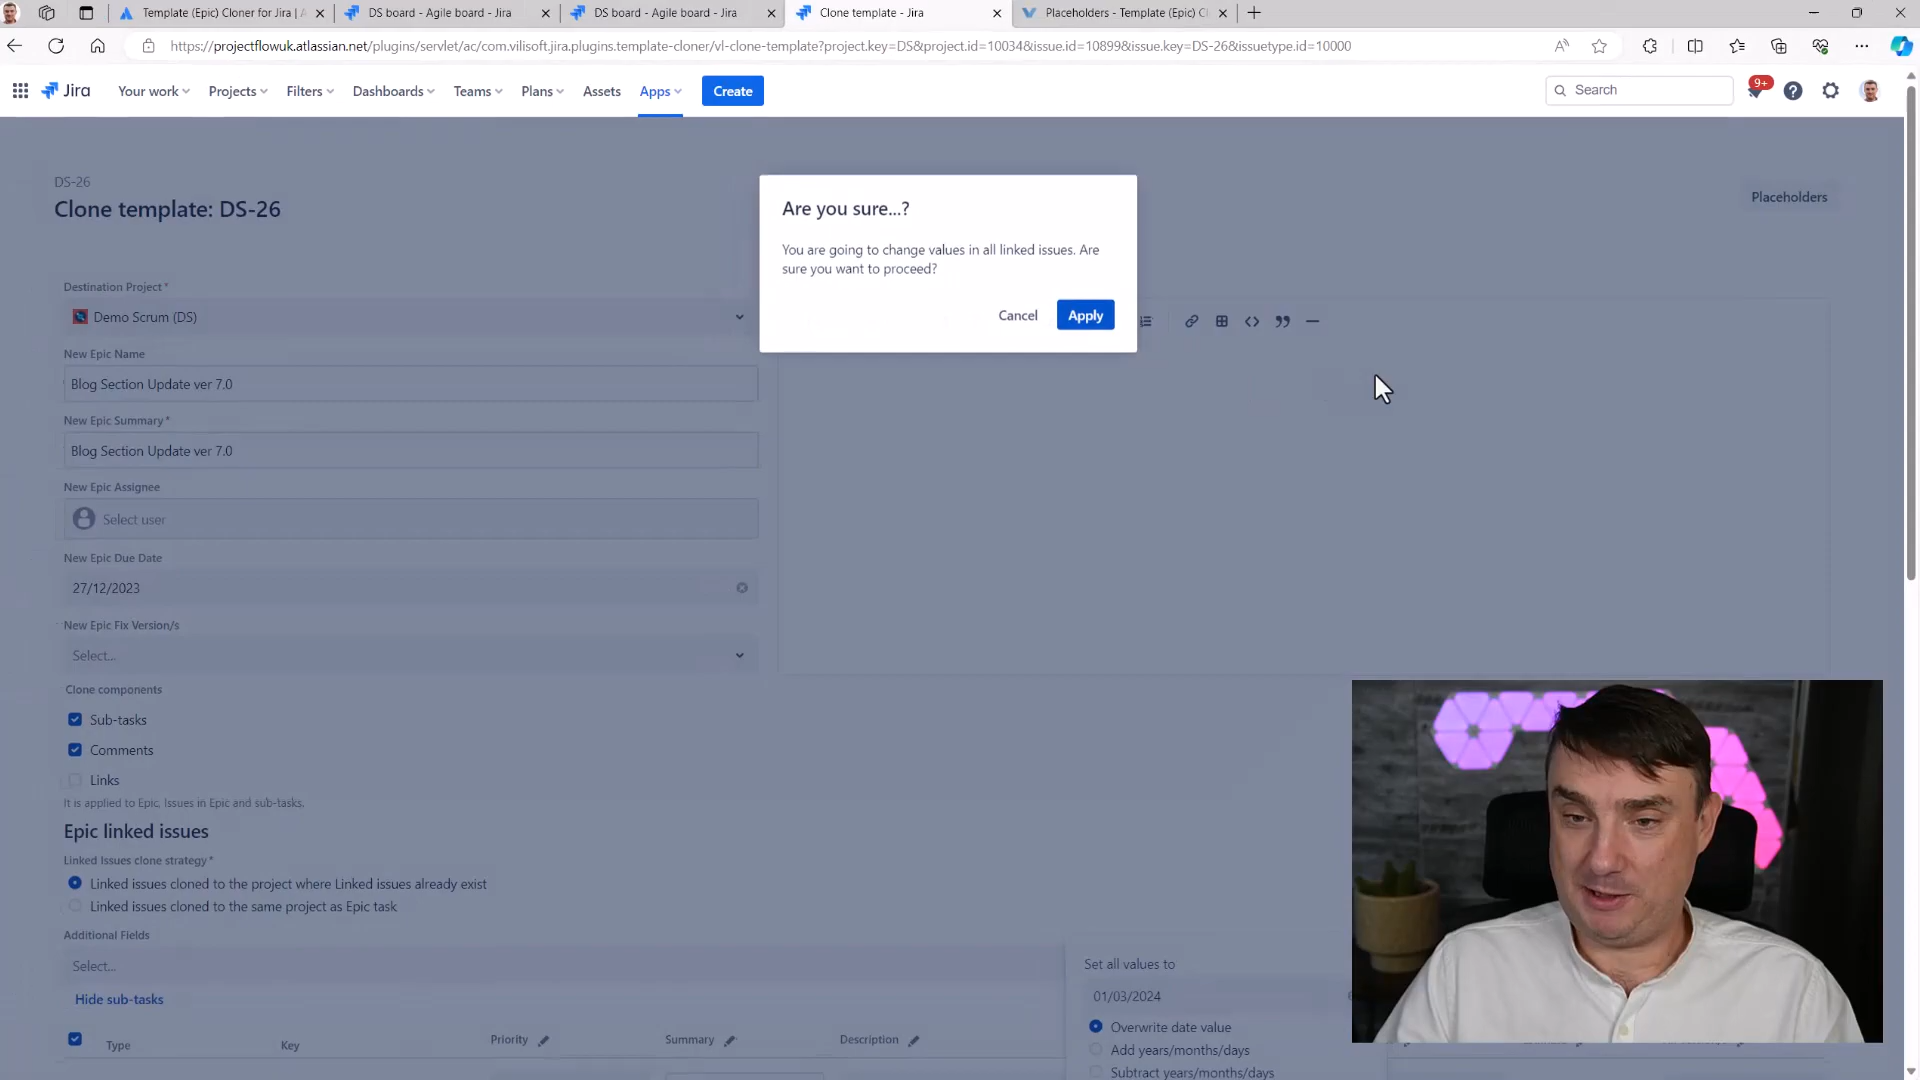 Template (Epic) Cloner for Jira | A
DS board - Agile board - Jira
DS board - Agile board - Jira
Clone template - Jira
Placeholders - Template (Epic) Cl
https://projectflowuk.atlassian.net/plugins/servlet/ac/com.vilisoft.jira.plugins.template-cloner/vl-clone-template?project.key=DS&project.id=10034&issue.id=10899&issue.key=DS-26&issuetype.id=10000
Jira
Your work
Projects
Filters
Dashboards
Teams
Plans
Assets
Apps
Create
Search
9+
DS-26
Clone template: DS-26
Placeholders
Are you sure...?
You are going to change values in all linked issues. Are
sure you want to proceed?
Cancel
Apply
Destination Project*
Demo Scrum (DS)
New Epic Name
Blog Section Update ver 7.0
New Epic Summary*
Blog Section Update ver 7.0
New Epic Assignee
Select user
New Epic Due Date
27/12/2023
New Epic Fix Version/s
Select...
Clone components
Sub-tasks
Comments
Links
It is applied to Epic, Issues in Epic and sub-tasks.
Epic linked issues
Linked Issues clone strategy*
Linked issues cloned to the project where Linked issues already exist
Linked issues cloned to the same project as Epic task
Additional Fields
Select...
Hide sub-tasks
Set all values to
01/03/2024
Overwrite date value
Add years/months/days
Subtract years/months/days
Type
Key
Priority
Summary
Description